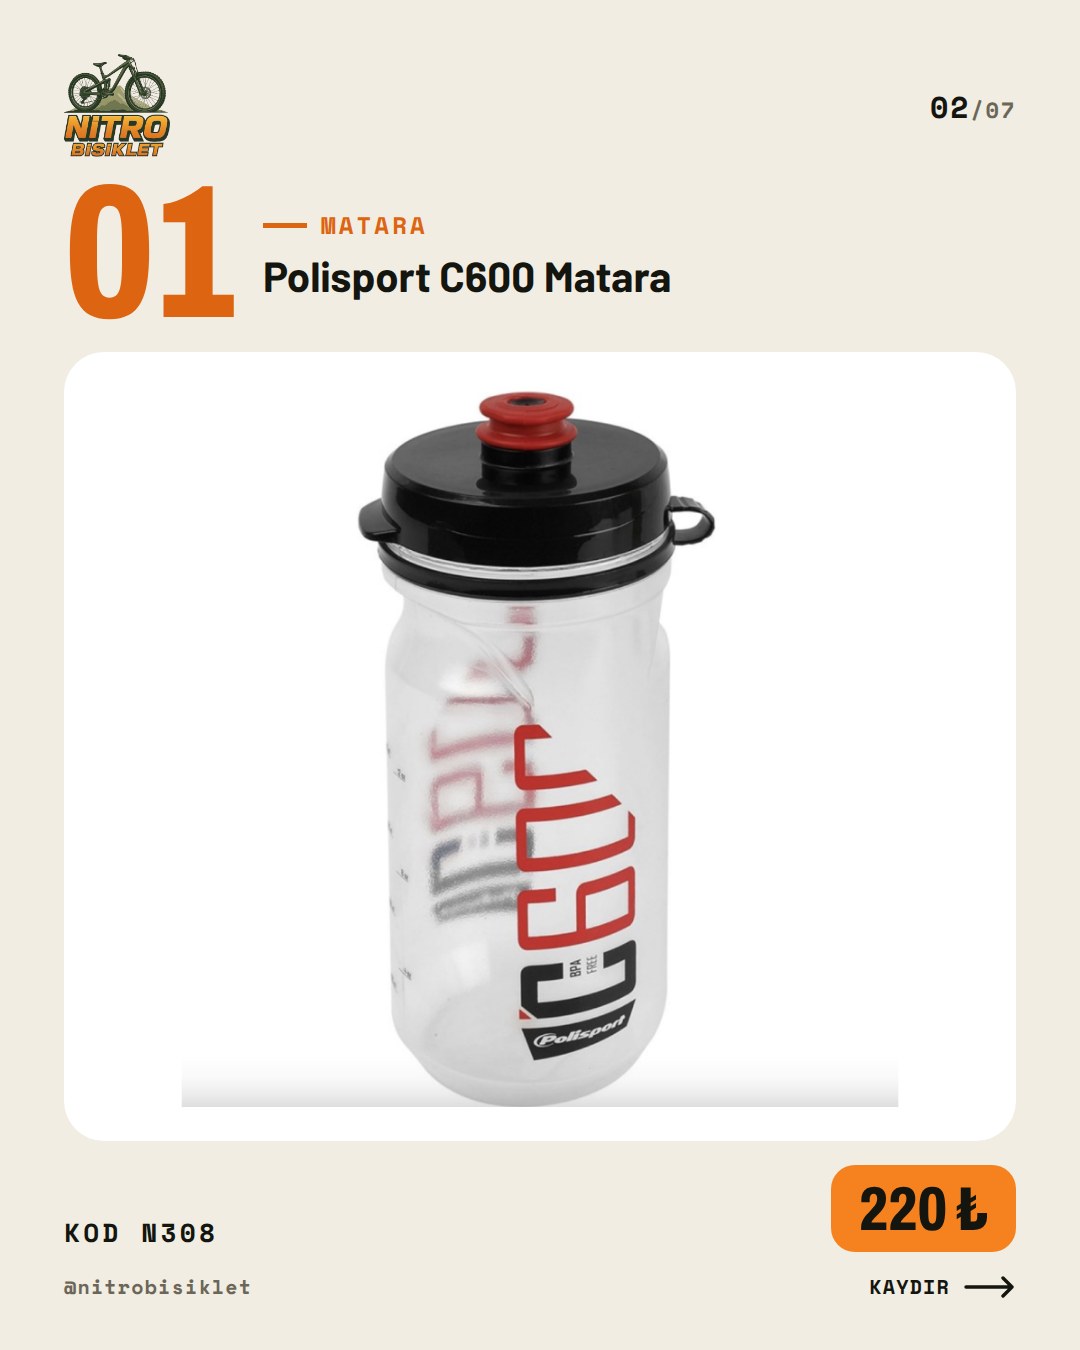 NiTRO
BISIKLET
02/07
01
MATARA
Polisport C600 Matara
C600
BPA
FREE
Polisport
KOD N308
220 ₺
@nitrobisiklet
KAYDIR